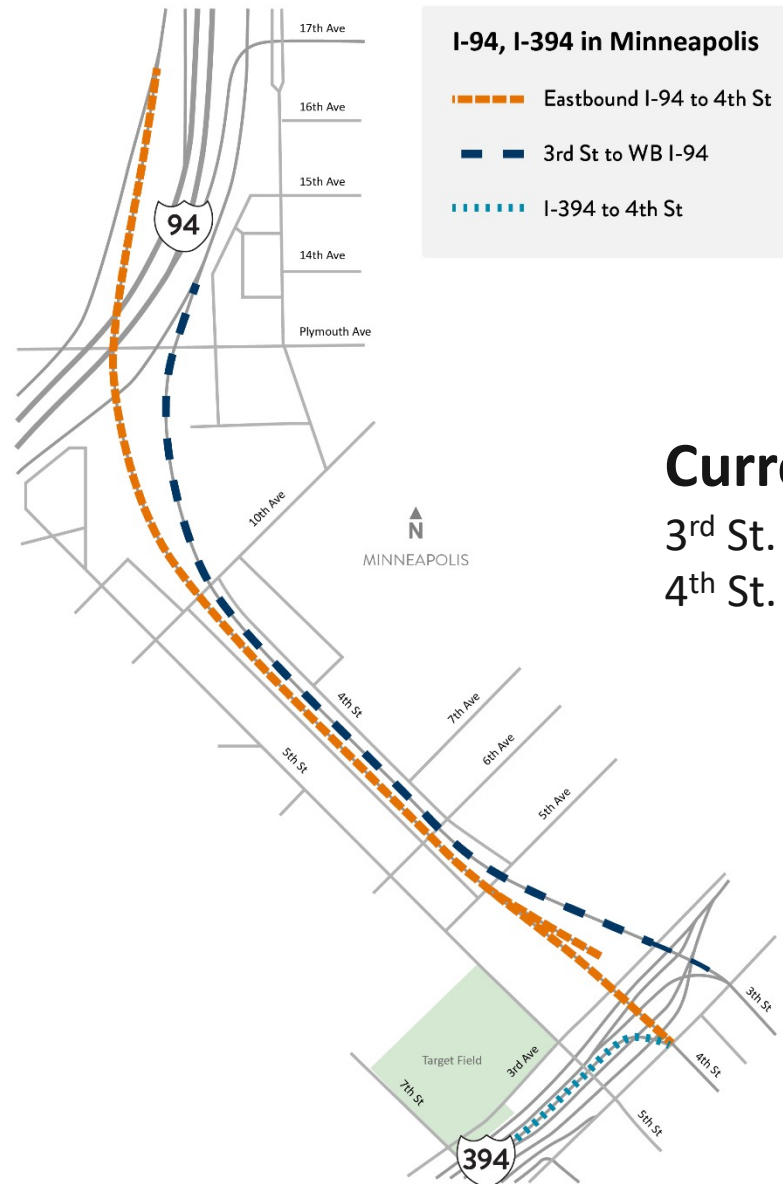 I-94, I-394 in Minneapolis
Eastbound I-94 to 4th St
3rd St to WB I-94
I-394 to 4th St
17th Ave
16th Ave
15th Ave
94
14th Ave
Plymouth Ave
10th Ave
N
MINNEAPOLIS
3rd St.
4th St.
4th St
7th Ave
6th Ave
5th St
5th Ave
3rd St
Target Field
3rd Ave
4th St
7th St
5th St
394